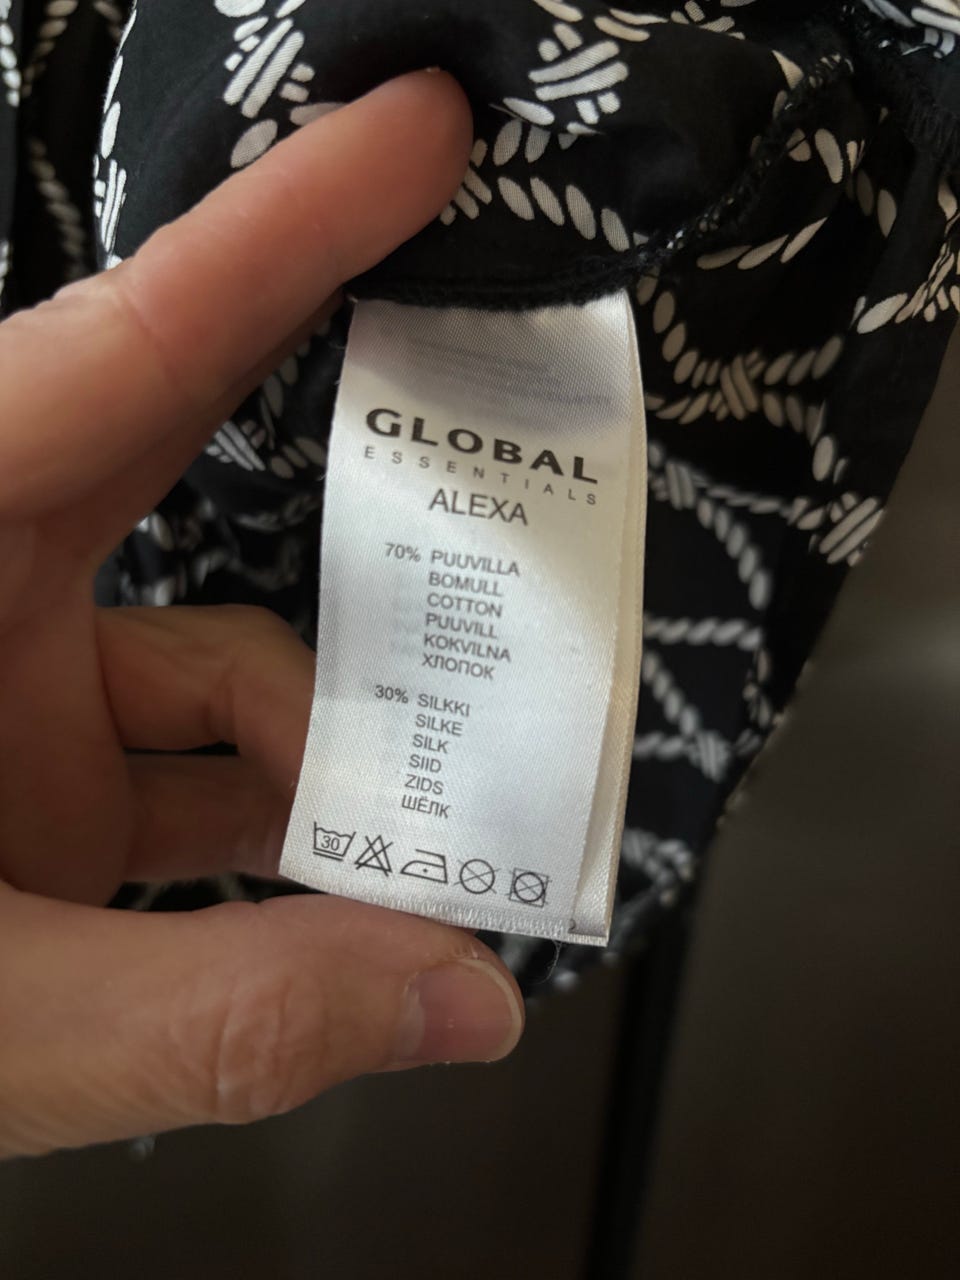 GLOBAL
ESSENTIALS
ALEXA
70% PUUVILLA
BOMULL
COTTON
PUUVILL
KOKVILNA
ХЛОПОК
30% SILKKI
SILKE
SILK
SIID
ZIDS
ШЁЛК
30